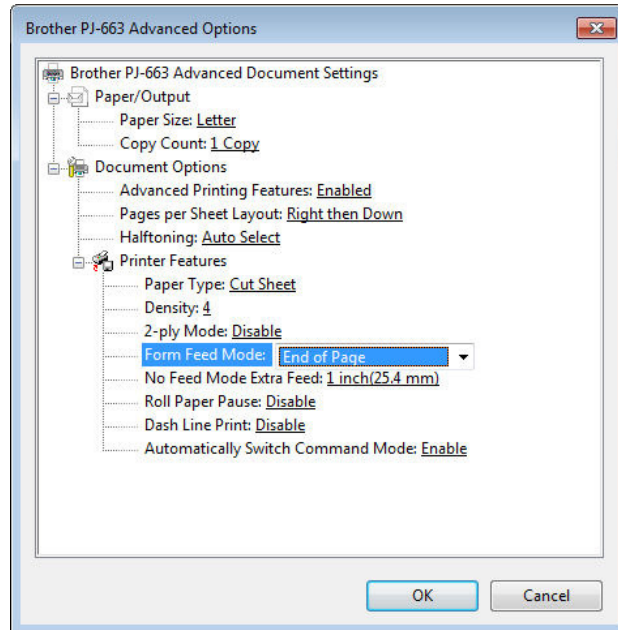 Brother PJ-663 Advanced Options
Brother PJ-663 Advanced Document Settings
Paper/Output
Paper Size: Letter
Copy Count: 1 Copy
Document Options
Advanced Printing Features: Enabled
Pages per Sheet Layout: Right then Down
Halftoning: Auto Select
Printer Features
Paper Type: Cut Sheet
Density: 4
2-ply Mode: Disable
Form Feed Mode: End of Page
No Feed Mode Extra Feed: 1 inch(25.4 mm)
Roll Paper Pause: Disable
Dash Line Print: Disable
Automatically Switch Command Mode: Enable
OK Cancel